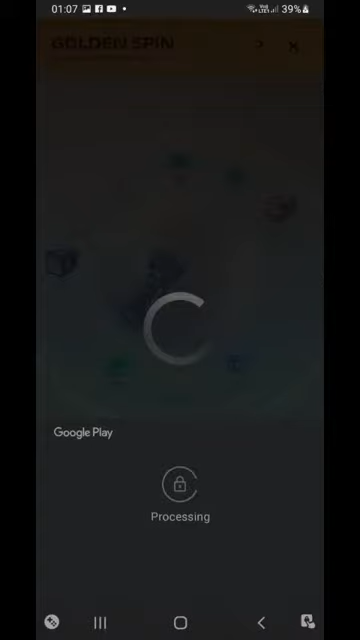 01:07
39%
GOLDEN SPIN
Google Play
Processing